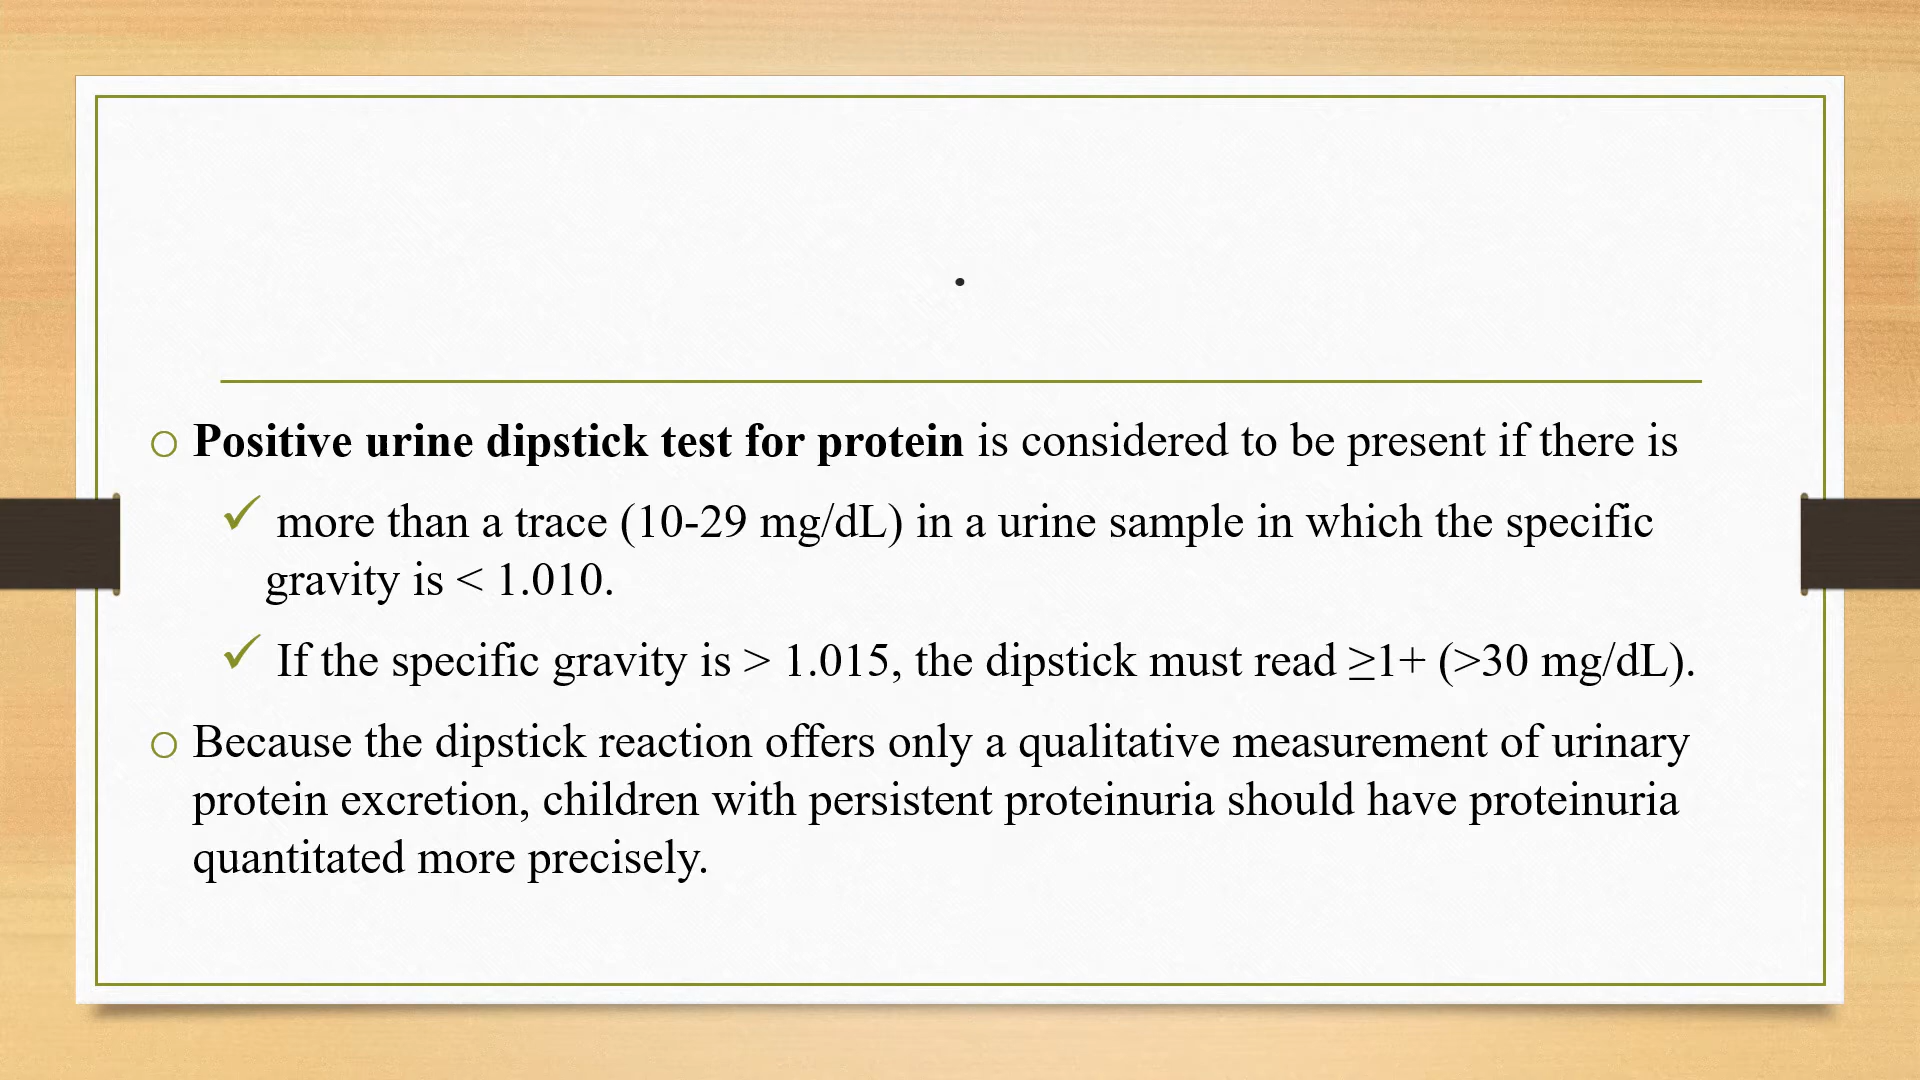 .
○ Positive urine dipstick test for protein is considered to be present if there is
✓ more than a trace (10-29 mg/dL) in a urine sample in which the specific
gravity is < 1.010.
✓ If the specific gravity is > 1.015, the dipstick must read ≥1+ (>30 mg/dL).
○ Because the dipstick reaction offers only a qualitative measurement of urinary
protein excretion, children with persistent proteinuria should have proteinuria
quantitated more precisely.